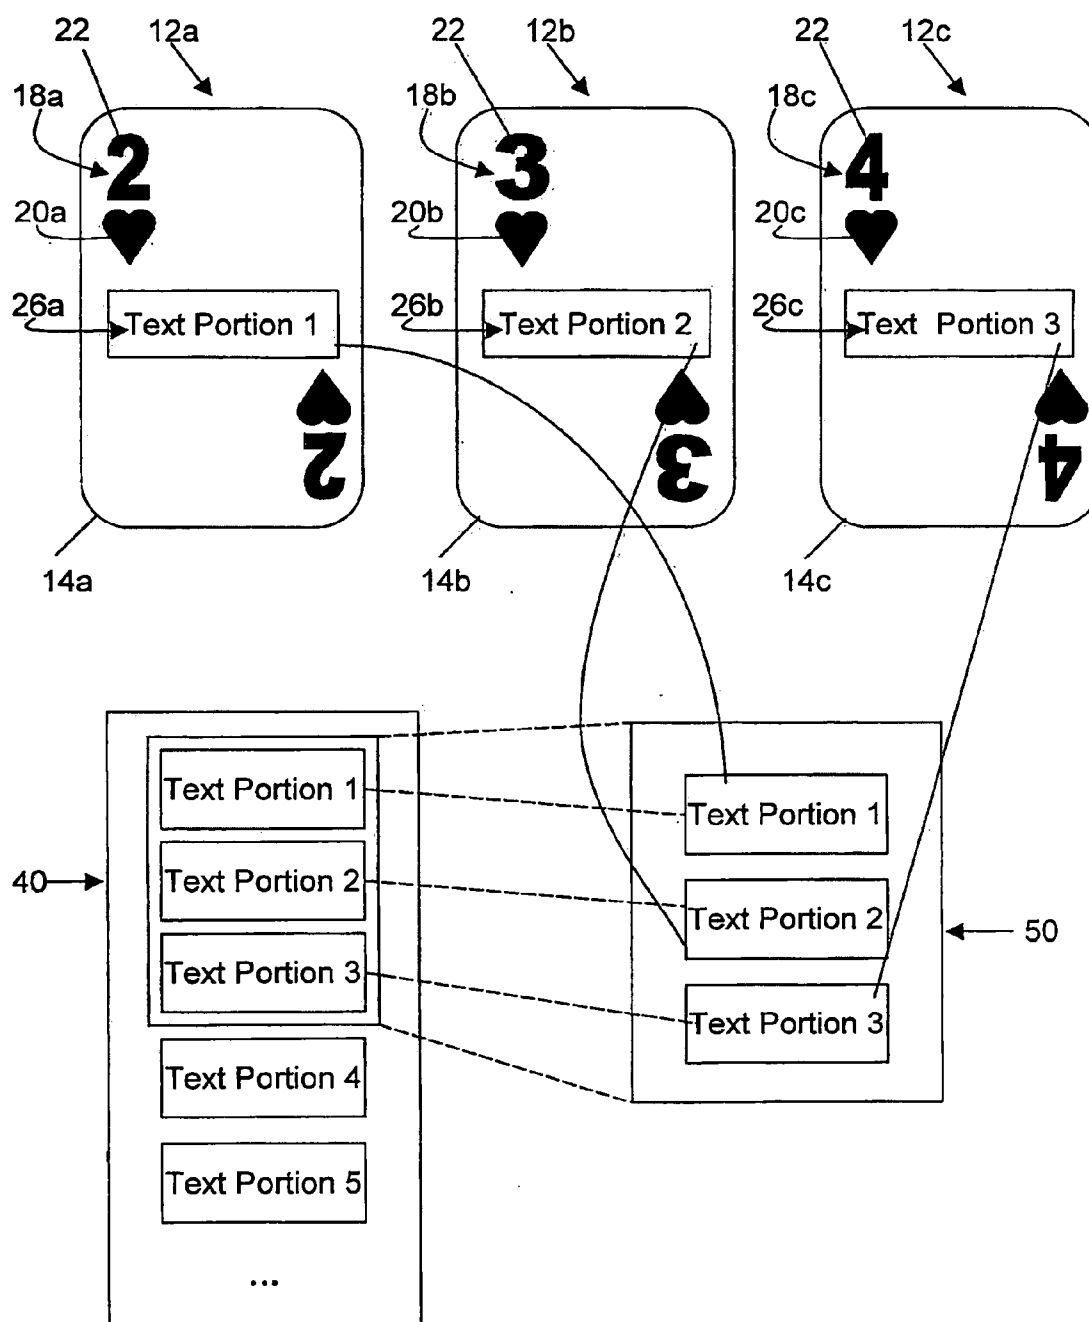 22 12a 22 12b 22 12c
18a 2 18b 3 18c 4
20a 20b 20c
26a Text Portion 1 26b Text Portion 2 26c Text Portion 3
2 3 4
14a 14b 14c
Text Portion 1
Text Portion 1
40 Text Portion 2
Text Portion 2 50
Text Portion 3
Text Portion 3
Text Portion 4
Text Portion 5
...